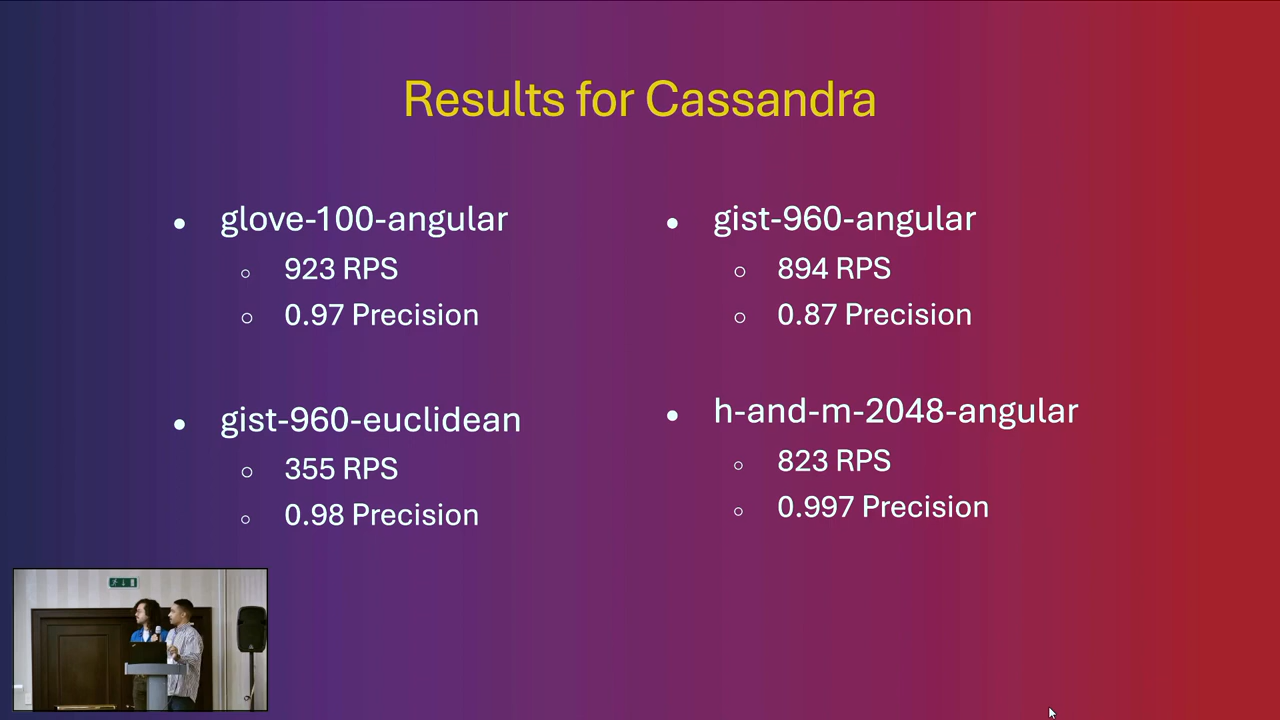 Results for Cassandra
glove-100-angular
923 RPS
0.97 Precision
gist-960-euclidean
355 RPS
0.98 Precision
gist-960-angular
894 RPS
0.87 Precision
h-and-m-2048-angular
823 RPS
0.997 Precision